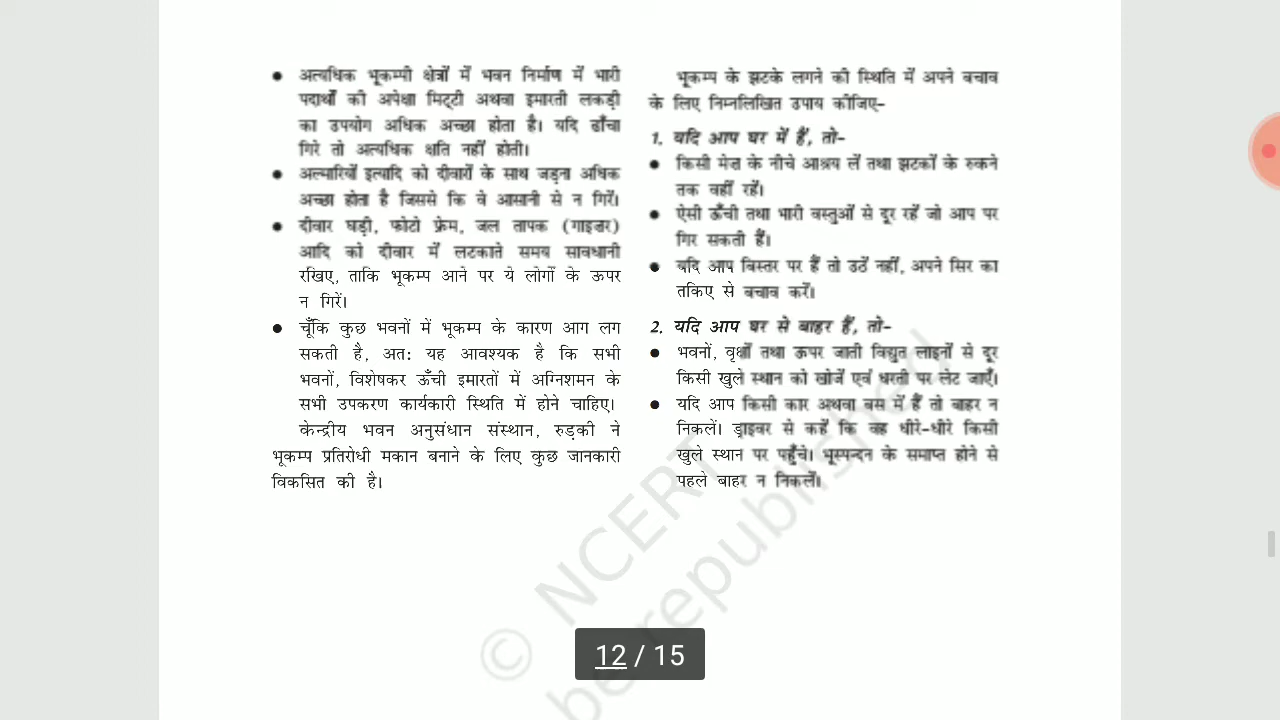 ● अत्यधिक भूकम्पी क्षेत्रों में भवन निर्माण में भारी
पदार्थों की अपेक्षा मिट्टी अथवा इमारती लकड़ी
का उपयोग अधिक अच्छा होता है। यदि ढाँचा
गिरे तो अत्यधिक क्षति नहीं होती।
● अल्मारियों इत्यादि को दीवारों के साथ जड़ना अधिक
अच्छा होता है जिससे कि वे आसानी से न गिरें।
● दीवार घड़ी, फोटो फ्रेम, जल तापक (गाइजर)
आदि को दीवार में लटकाते समय सावधानी
रखिए, ताकि भूकम्प आने पर ये लोगों के ऊपर
न गिरें।
● चूँकि कुछ भवनों में भूकम्प के कारण आग लग
सकती है, अतः यह आवश्यक है कि सभी
भवनों, विशेषकर ऊँची इमारतों में अग्निशमन के
सभी उपकरण कार्यकारी स्थिति में होने चाहिए।
केन्द्रीय भवन अनुसंधान संस्थान, रुड़की ने
भूकम्प प्रतिरोधी मकान बनाने के लिए कुछ जानकारी
विकसित की है।
भूकम्प के झटके लगने की स्थिति में अपने बचाव
के लिए निम्नलिखित उपाय कीजिए-
1. यदि आप घर में हैं, तो-
● किसी मेज़ के नीचे आश्रय लें तथा झटकों के रुकने
तक वहीं रहें।
● ऐसी ऊँची तथा भारी वस्तुओं से दूर रहें जो आप पर
गिर सकती हैं।
● यदि आप बिस्तर पर हैं तो उठें नहीं, अपने सिर का
तकिए से बचाव करें।
2. यदि आप घर से बाहर हैं, तो-
● भवनों, वृक्षों तथा ऊपर जाती विद्युत लाइनों से दूर
किसी खुले स्थान को खोजें एवं धरती पर लेट जाएँ।
● यदि आप किसी कार अथवा बस में हैं तो बाहर न
निकलें। ड्राइवर से कहें कि वह धीरे-धीरे किसी
खुले स्थान पर पहुँचे। भूस्पन्दन के समाप्त होने से
पहले बाहर न निकलें।
© NCERT
be republished
12 / 15